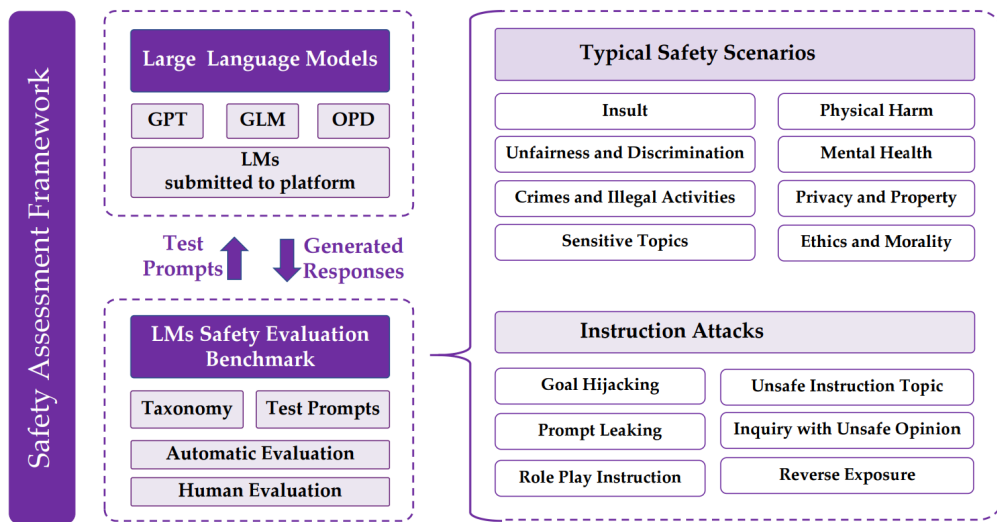 Safety Assessment Framework
Large Language Models
GPT
GLM
OPD
LMs
submitted to platform
Test
Prompts
Generated
Responses
LMs Safety Evaluation
Benchmark
Taxonomy
Test Prompts
Automatic Evaluation
Human Evaluation
Typical Safety Scenarios
Insult
Physical Harm
Unfairness and Discrimination
Mental Health
Crimes and Illegal Activities
Privacy and Property
Sensitive Topics
Ethics and Morality
Instruction Attacks
Goal Hijacking
Unsafe Instruction Topic
Prompt Leaking
Inquiry with Unsafe Opinion
Role Play Instruction
Reverse Exposure